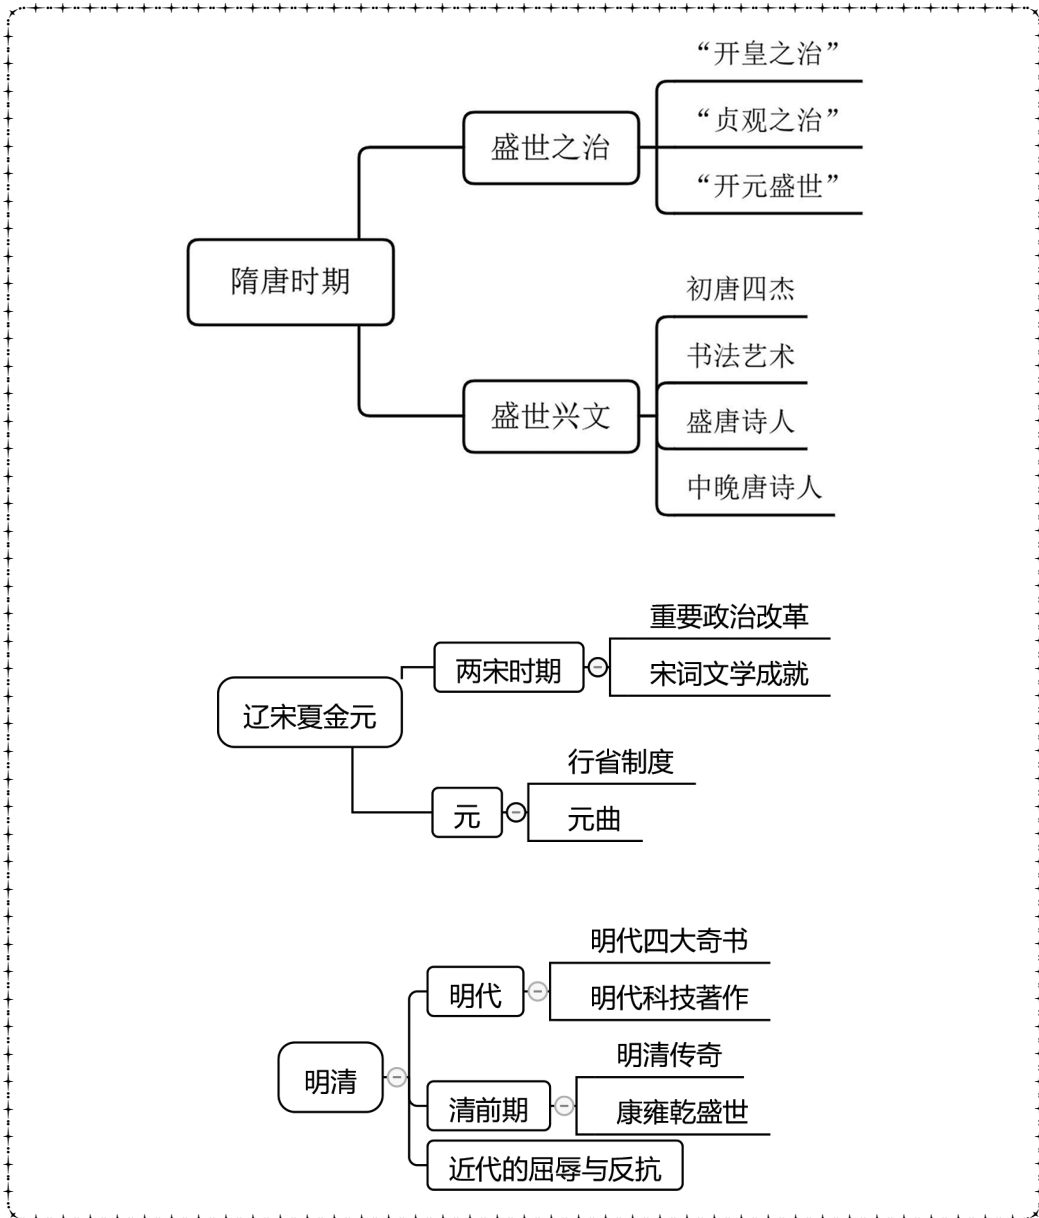 隋唐时期
盛世之治
“开皇之治”
“贞观之治”
“开元盛世”
盛世兴文
初唐四杰
书法艺术
盛唐诗人
中晚唐诗人
辽宋夏金元
两宋时期
重要政治改革
宋词文学成就
元
行省制度
元曲
明清
明代
明代四大奇书
明代科技著作
清前期
明清传奇
康雍乾盛世
近代的屈辱与反抗